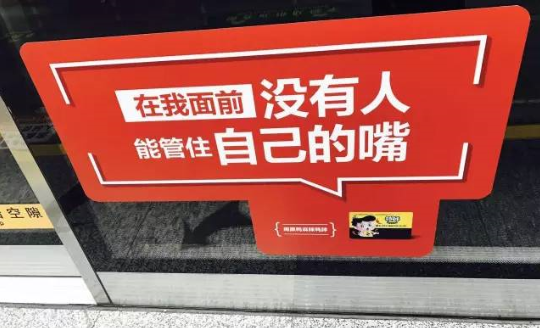 在我面前 没有人
能管住 自己的嘴
空隙